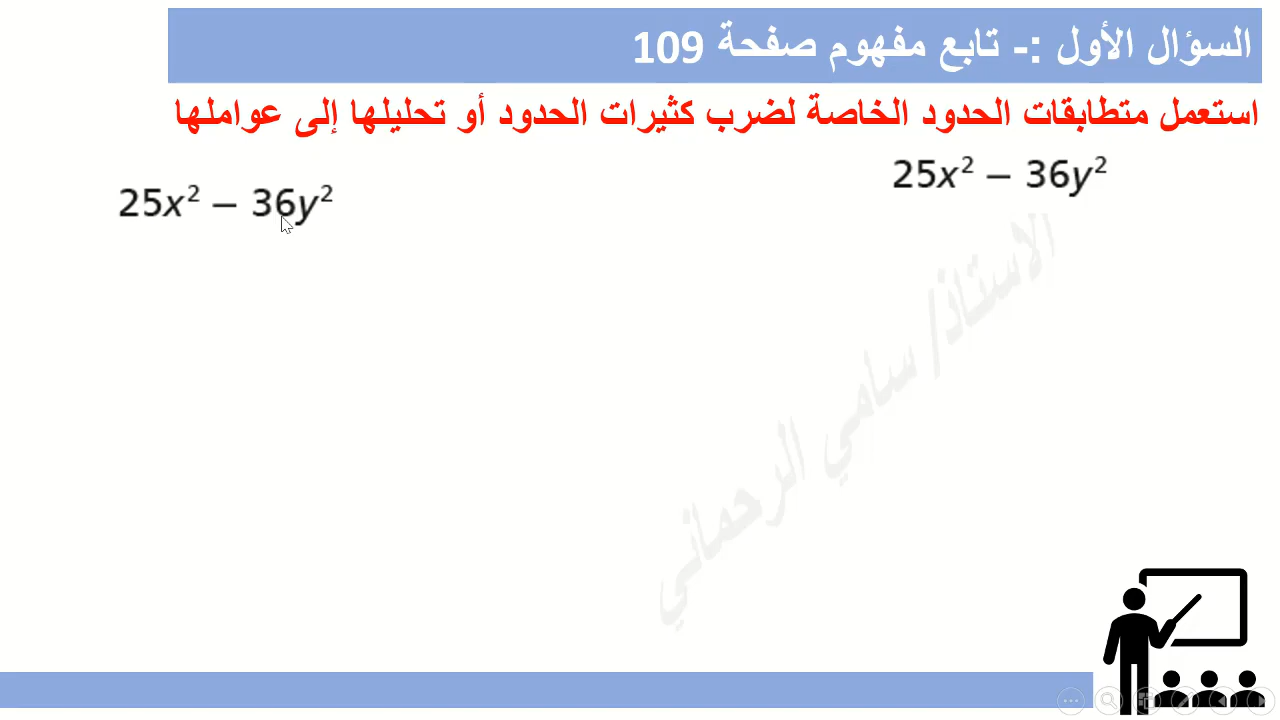 السؤال الأول :- تابع مفهوم صفحة 109
استعمل متطابقات الحدود الخاصة لضرب كثيرات الحدود أو تحليلها إلى عواملها
25x² − 36y²
25x² − 36y²
الاستاذ/ سامي الرحماني